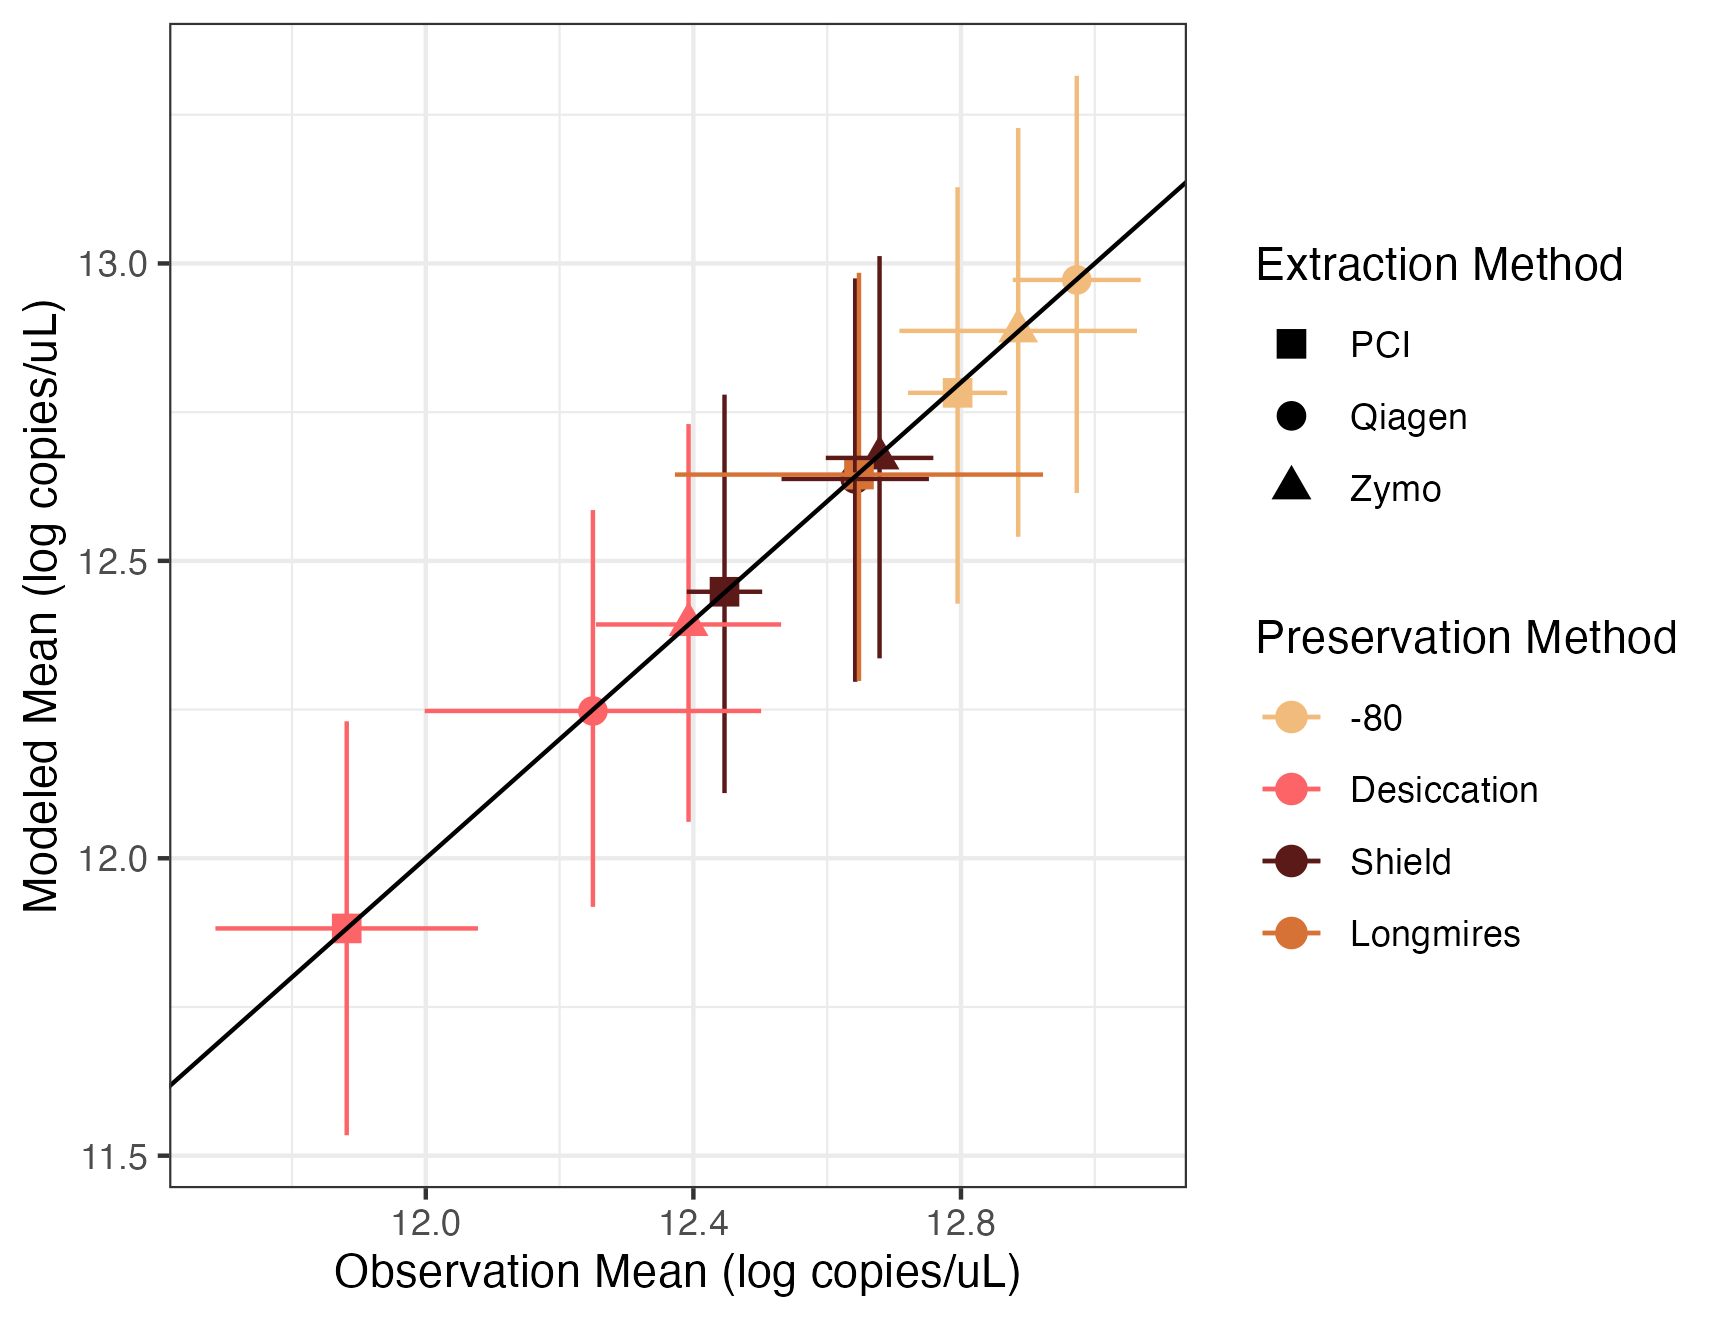 Modeled Mean (log copies/uL)
13.0
12.5
12.0
11.5
12.0 12.4 12.8
Observation Mean (log copies/uL)
Extraction Method
PCI
Qiagen
Zymo
Preservation Method
-80
Desiccation
Shield
Longmires